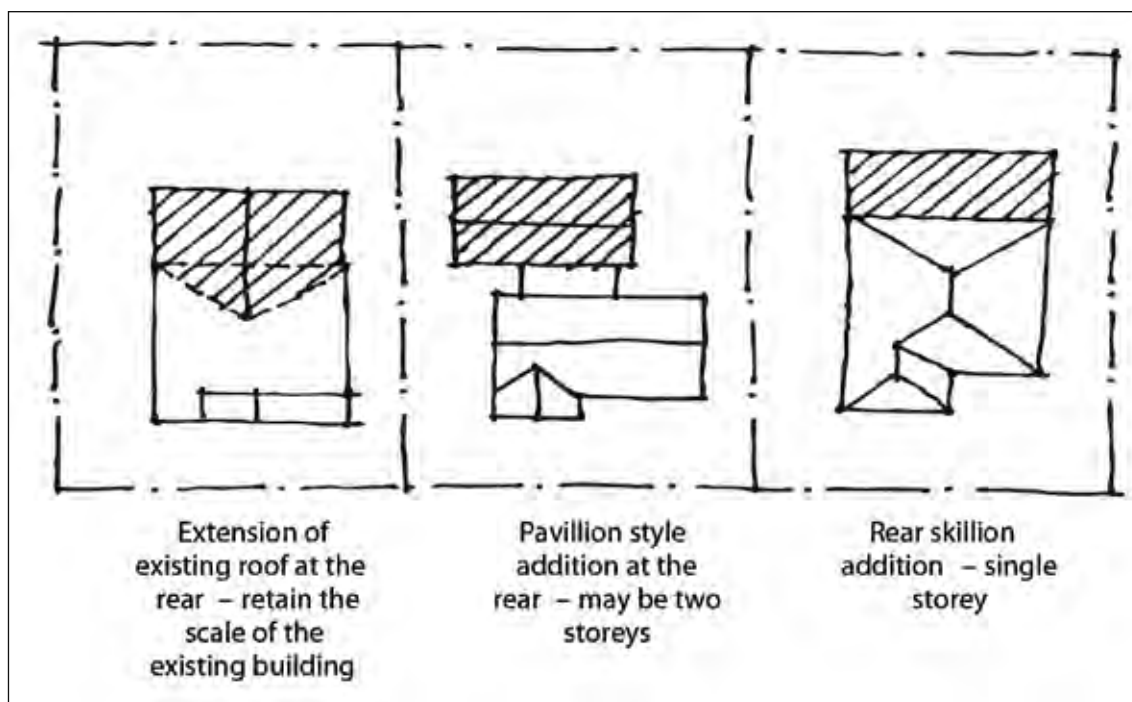 Extension of
existing roof at the
rear – retain the
scale of the
existing building
Pavillion style
addition at the
rear – may be two
storeys
Rear skillion
addition – single
storey